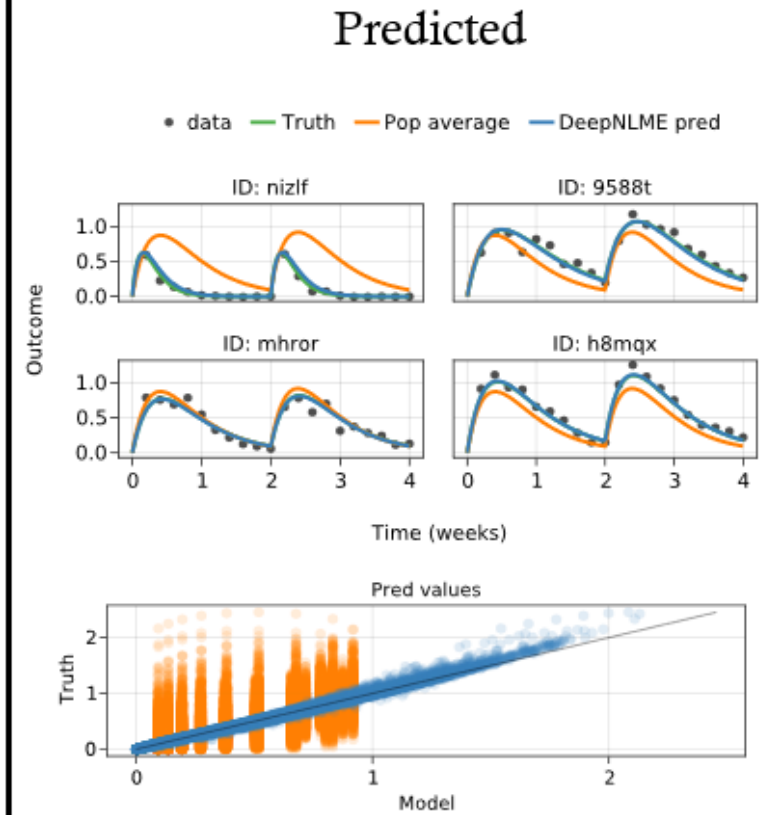 Predicted
data Truth Pop average DeepNLME pred
ID: nizlf ID: 9588t
1.0
0.5
0.0
Outcome
ID: mhror ID: h8mqx
1.0
0.5
0.0
0 1 2 3 4 0 1 2 3 4
Time (weeks)
Pred values
2
Truth
1
0
0 1 2
Model